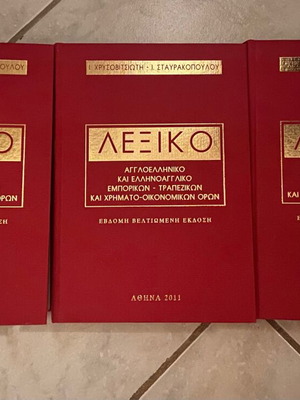 Ι. ΧΡΥΣΟΒΙΤΣΙΩΤΗ - Ι. ΣΤΑΥΡΑΚΟΠΟΥΛΟΥ
ΛΕΞΙΚΟ
ΑΓΓΛΟΕΛΛΗΝΙΚΟ
ΚΑΙ ΕΛΛΗΝΟΑΓΓΛΙΚΟ
ΕΜΠΟΡΙΚΩΝ - ΤΡΑΠΕΖΙΚΩΝ
ΚΑΙ ΧΡΗΜΑΤΟ-ΟΙΚΟΝΟΜΙΚΩΝ ΟΡΩΝ
ΕΒΔΟΜΗ ΒΕΛΤΙΩΜΕΝΗ ΕΚΔΟΣΗ
ΑΘΗΝΑ 2011